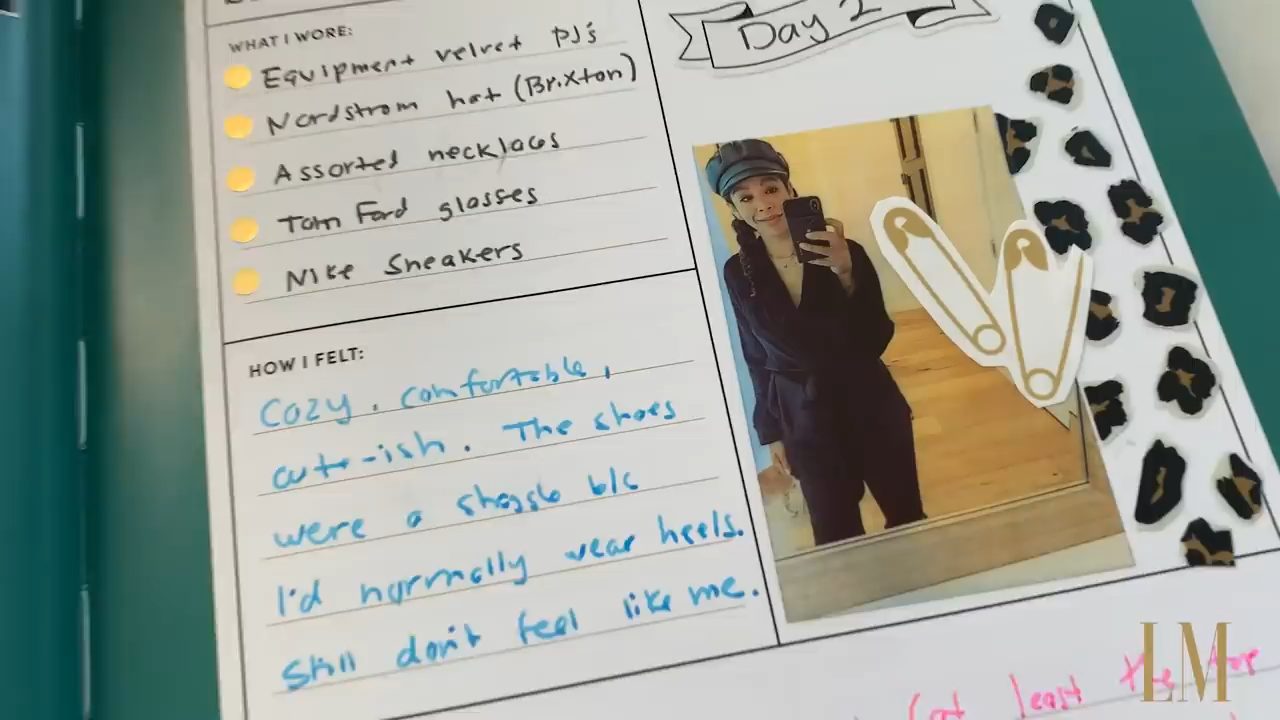 WHAT I WORE:
Equipment velvet PJ's
Nordstrom hat (Brixton)
Assorted necklaces
Tom Ford glasses
Nike Sneakers
HOW I FELT:
Cozy, comfortable,
cute-ish. The shoes
were a struggle b/c
I'd normally wear heels.
Still don't feel like me.
Day 2
(at least the for
LM